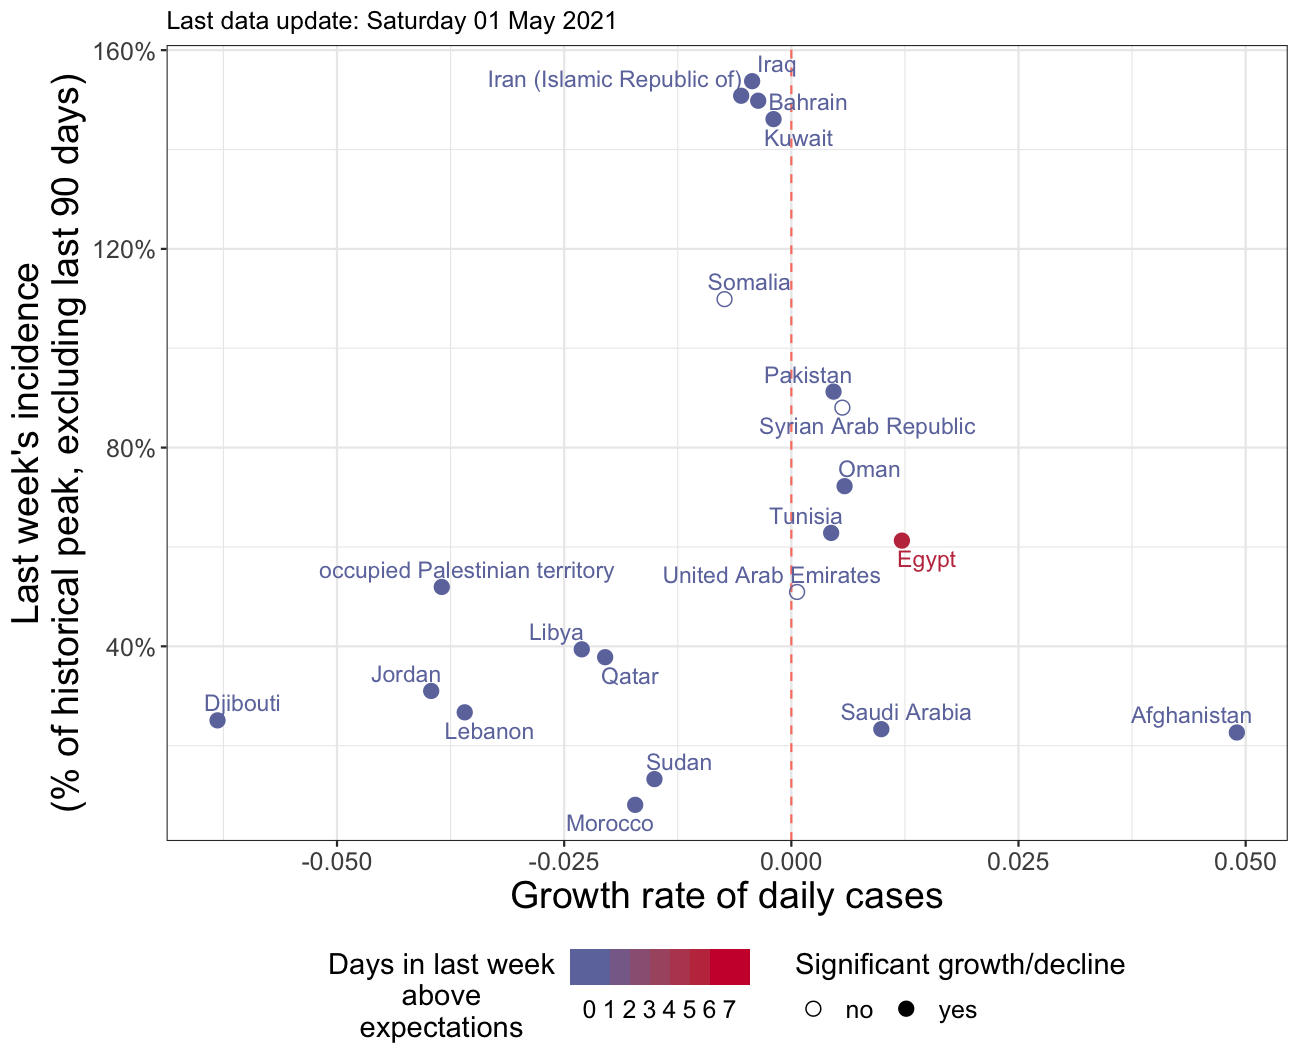 Last data update: Saturday 01 May 2021
Last week's incidence
(% of historical peak, excluding last 90 days)
160%
120%
80%
40%
Iraq
Iran (Islamic Republic of)
Bahrain
Kuwait
Somalia
Pakistan
Syrian Arab Republic
Oman
Tunisia
Egypt
occupied Palestinian territory
United Arab Emirates
Libya
Qatar
Jordan
Djibouti
Lebanon
Saudi Arabia
Afghanistan
Sudan
Morocco
-0.050 -0.025 0.000 0.025 0.050
Growth rate of daily cases
Days in last week
above
expectations
0 1 2 3 4 5 6 7
Significant growth/decline
no yes